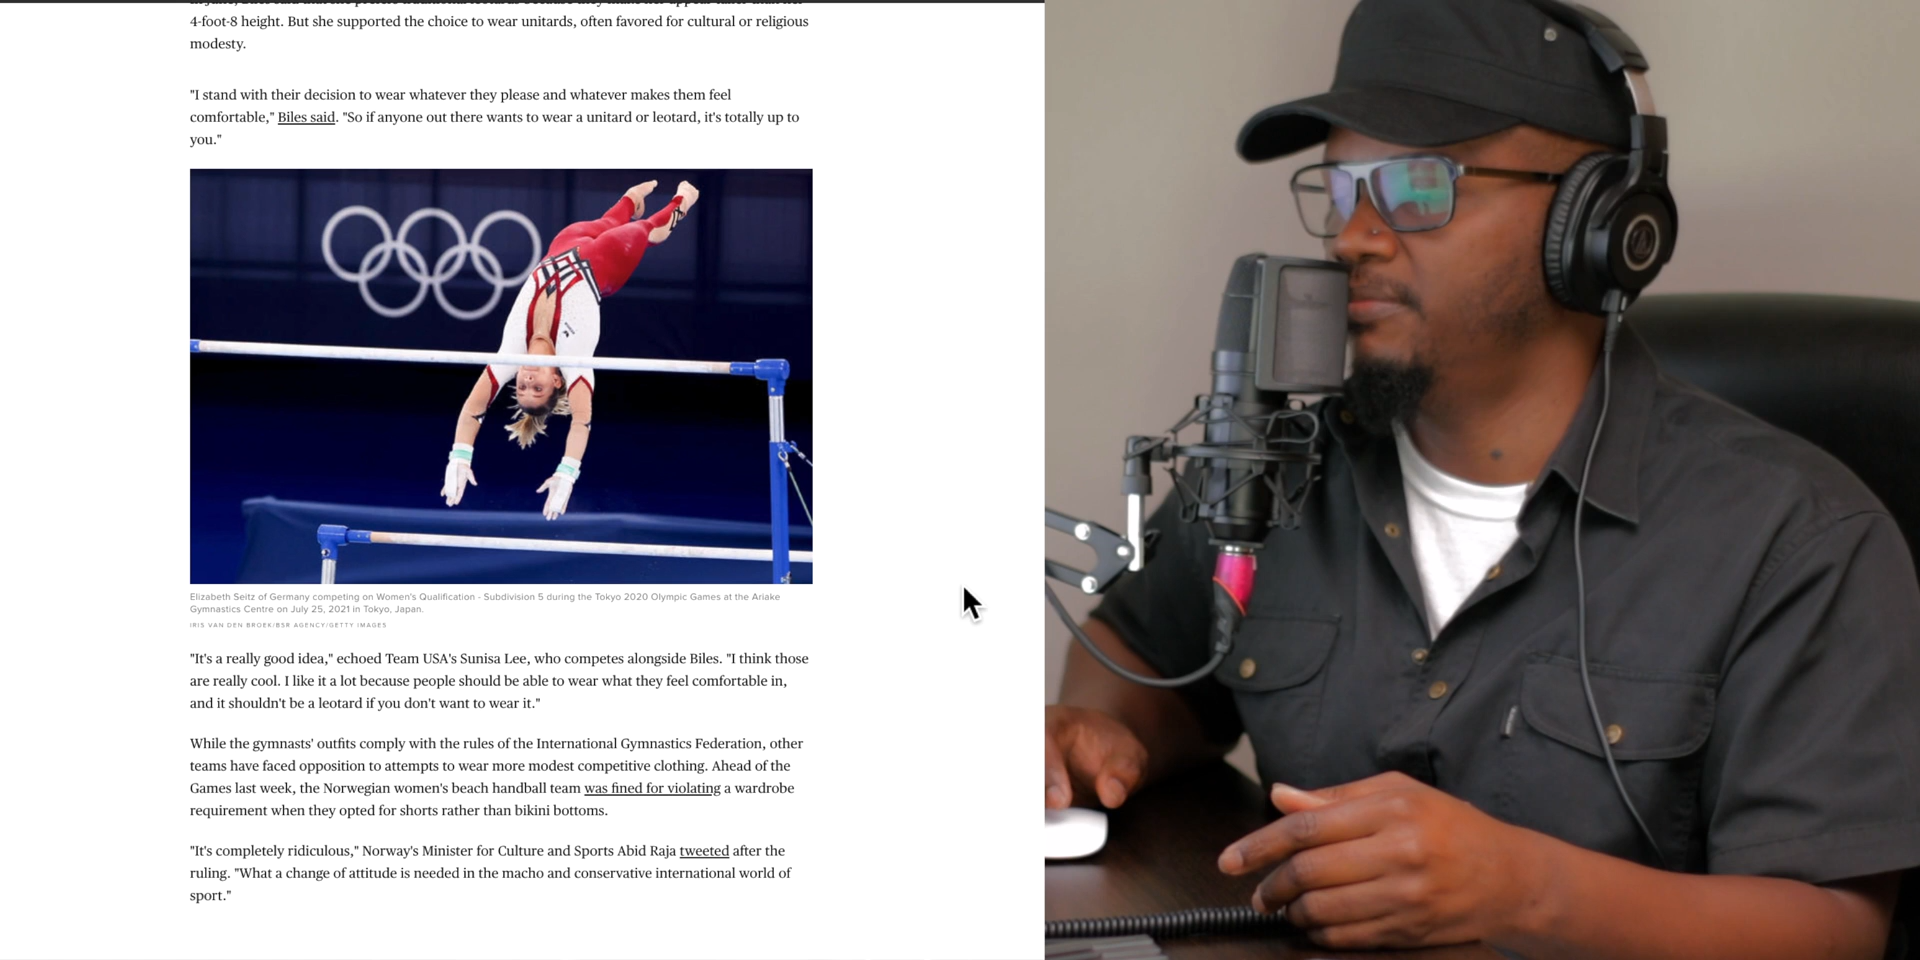 4-foot-8 height. But she supported the choice to wear unitards, often favored for cultural or religious
modesty.
"I stand with their decision to wear whatever they please and whatever makes them feel
comfortable," Biles said. "So if anyone out there wants to wear a unitard or leotard, it's totally up to
you."
Elizabeth Seitz of Germany competing on Women's Qualification - Subdivision 5 during the Tokyo 2020 Olympic Games at the Ariake
Gymnastics Centre on July 25, 2021 in Tokyo, Japan.
IRIS VAN DEN BROEK/BSR AGENCY/GETTY IMAGES
"It's a really good idea," echoed Team USA's Sunisa Lee, who competes alongside Biles. "I think those
are really cool. I like it a lot because people should be able to wear what they feel comfortable in,
and it shouldn't be a leotard if you don't want to wear it."
While the gymnasts' outfits comply with the rules of the International Gymnastics Federation, other
teams have faced opposition to attempts to wear more modest competitive clothing. Ahead of the
Games last week, the Norwegian women's beach handball team was fined for violating a wardrobe
requirement when they opted for shorts rather than bikini bottoms.
"It's completely ridiculous," Norway's Minister for Culture and Sports Abid Raja tweeted after the
ruling. "What a change of attitude is needed in the macho and conservative international world of
sport."